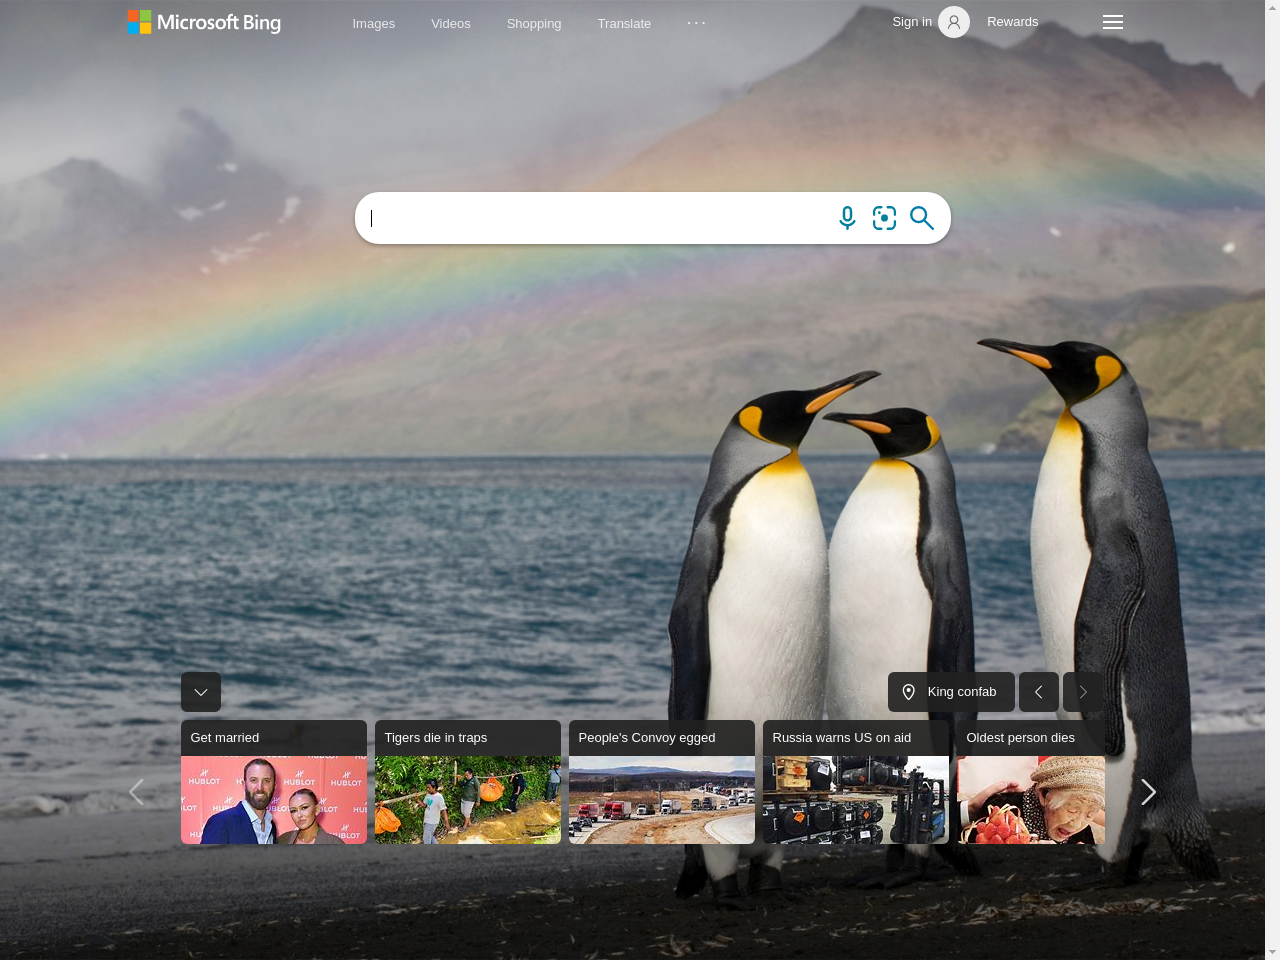 Microsoft Bing
Images Videos Shopping Translate ...
Sign in Rewards
King confab
Get married
Tigers die in traps
People's Convoy egged
Russia warns US on aid
Oldest person dies
HUBLOT HUBLOT
HUBLOT
HUBLOT